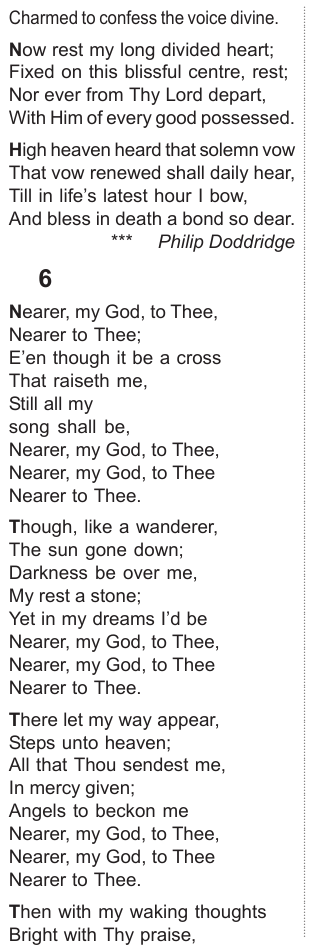 Charmed to confess the voice divine.
Now rest my long divided heart;
Fixed on this blissful centre, rest;
Nor ever from Thy Lord depart,
With Him of every good possessed.
High heaven heard that solemn vow
That vow renewed shall daily hear,
Till in life's latest hour I bow,
And bless in death a bond so dear.
*** Philip Doddridge
6
Nearer, my God, to Thee,
Nearer to Thee;
E'en though it be a cross
That raiseth me,
Still all my
song shall be,
Nearer, my God, to Thee,
Nearer, my God, to Thee
Nearer to Thee.
Though, like a wanderer,
The sun gone down;
Darkness be over me,
My rest a stone;
Yet in my dreams I'd be
Nearer, my God, to Thee,
Nearer, my God, to Thee
Nearer to Thee.
There let my way appear,
Steps unto heaven;
All that Thou sendest me,
In mercy given;
Angels to beckon me
Nearer, my God, to Thee,
Nearer, my God, to Thee
Nearer to Thee.
Then with my waking thoughts
Bright with Thy praise,